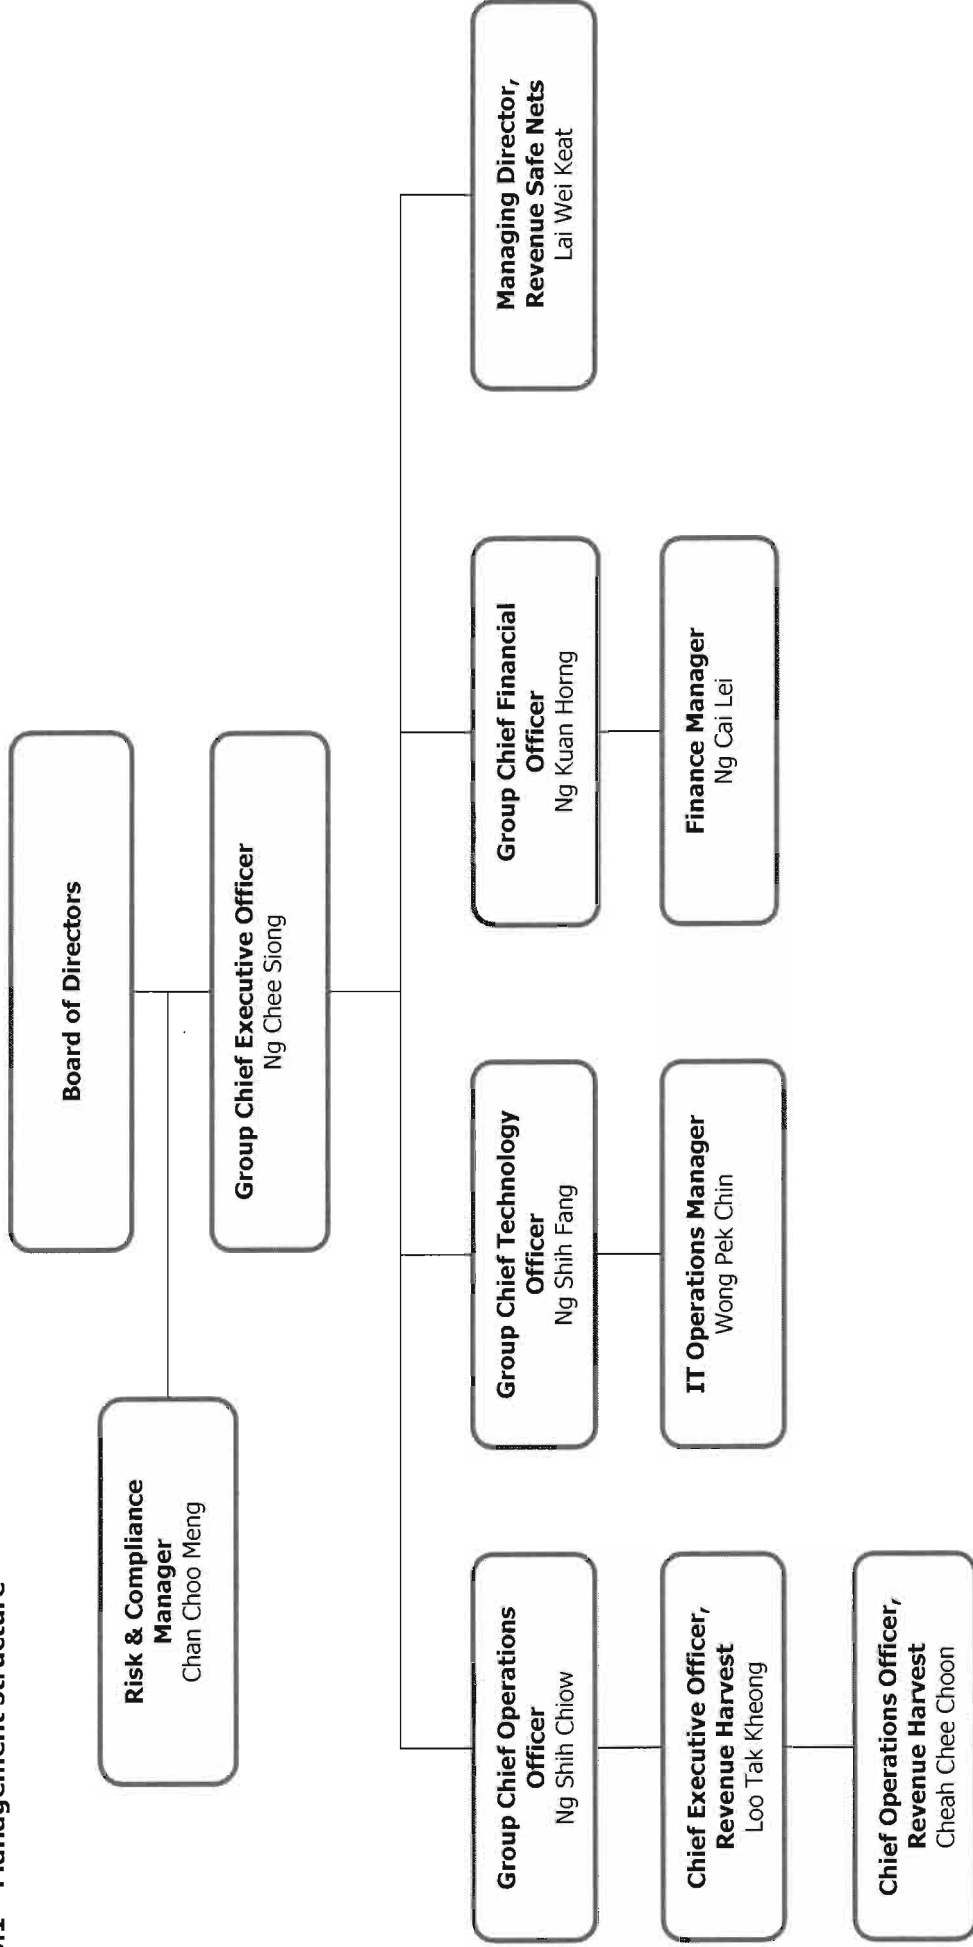 Management structure
Board of Directors
Risk & Compliance
Manager
Chan Choo Meng
Group Chief Executive Officer
Ng Chee Siong
Group Chief Operations
Officer
Ng Shih Chiow
Group Chief Technology
Officer
Ng Shih Fang
Group Chief Financial
Officer
Ng Kuan Horng
Managing Director,
Revenue Safe Nets
Lai Wei Keat
Chief Executive Officer,
Revenue Harvest
Loo Tak Kheong
IT Operations Manager
Wong Pek Chin
Finance Manager
Ng Cai Lei
Chief Operations Officer,
Revenue Harvest
Cheah Chee Choon